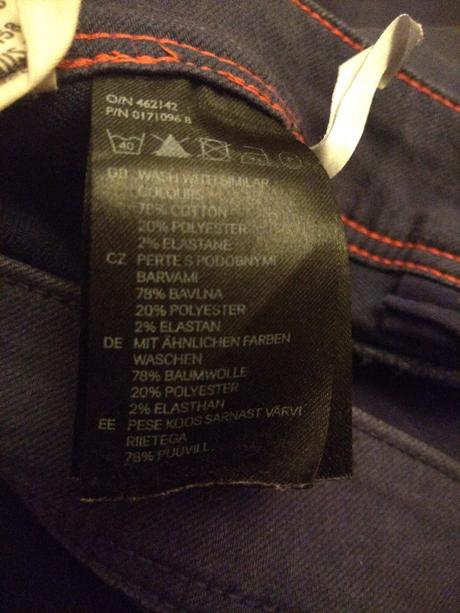 O/N 462142
P/N 0171096 B
40
GB WASH WITH SIMILAR
COLOURS
78% COTTON
20% POLYESTER
2% ELASTANE
CZ PERTE S PODOBNÝMI
BARVAMI
78% BAVLNA
20% POLYESTER
2% ELASTAN
DE MIT ÄHNLICHEN FARBEN
WASCHEN
78% BAUMWOLLE
20% POLYESTER
2% ELASTHAN
EE PESE KOOS SARNAST VÄRVI
RIIETEGA
78% PUUVILL